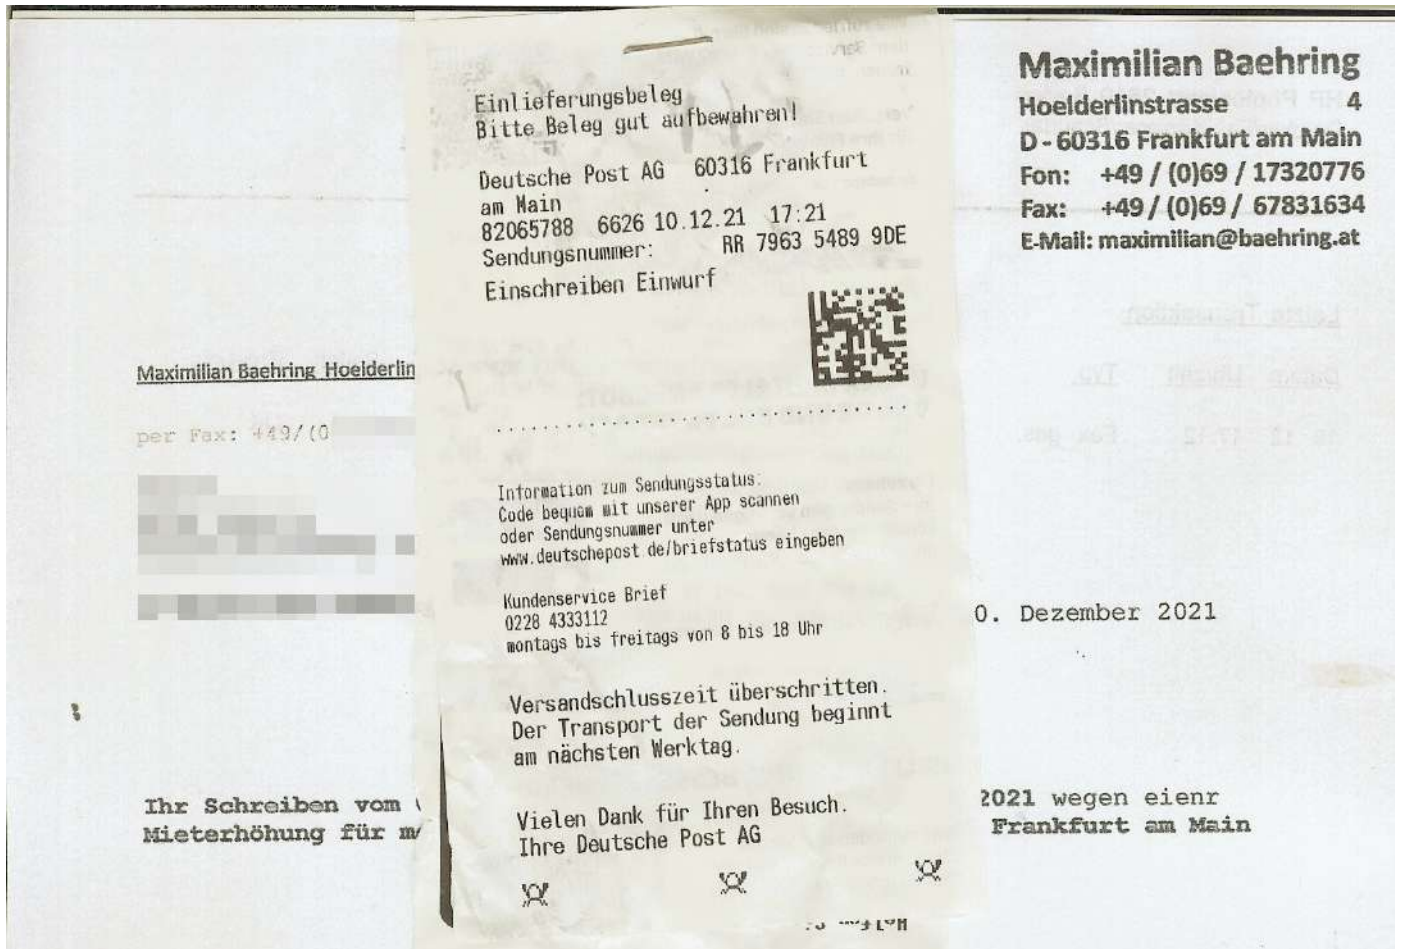 Maximilian Baehring
Hoelderlinstrasse 4
D - 60316 Frankfurt am Main
Fon: +49 / (0)69 / 17320776
Fax: +49 / (0)69 / 67831634
E-Mail: maximilian@baehring.at
Maximilian Baehring Hoelderlin
per Fax: +49/(0
0. Dezember 2021
Ihr Schreiben vom 2021 wegen eienr
Mieterhöhung für Frankfurt am Main
Einlieferungsbeleg
Bitte Beleg gut aufbewahren!
Deutsche Post AG 60316 Frankfurt
am Main
82065788 6626 10.12.21 17:21
Sendungsnummer: RR 7963 5489 9DE
Einschreiben Einwurf
Information zum Sendungsstatus:
Code bequem mit unserer App scannen
oder Sendungsnummer unter
www.deutschepost.de/briefstatus eingeben
Kundenservice Brief
0228 4333112
montags bis freitags von 8 bis 18 Uhr
Versandschlusszeit überschritten.
Der Transport der Sendung beginnt
am nächsten Werktag.
Vielen Dank für Ihren Besuch.
Ihre Deutsche Post AG